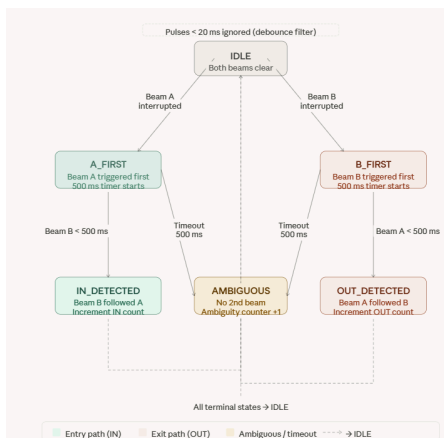 Pulses < 20 ms ignored (debounce filter)
IDLE
Both beams clear
Beam A
interrupted
Beam B
interrupted
A_FIRST
Beam A triggered first
500 ms timer starts
B_FIRST
Beam B triggered first
500 ms timer starts
Beam B < 500 ms
Timeout
500 ms
Timeout
500 ms
Beam A < 500 ms
IN_DETECTED
Beam B followed A
Increment IN count
AMBIGUOUS
No 2nd beam
Ambiguity counter +1
OUT_DETECTED
Beam A followed B
Increment OUT count
All terminal states → IDLE
Entry path (IN)
Exit path (OUT)
Ambiguous / timeout
→ IDLE